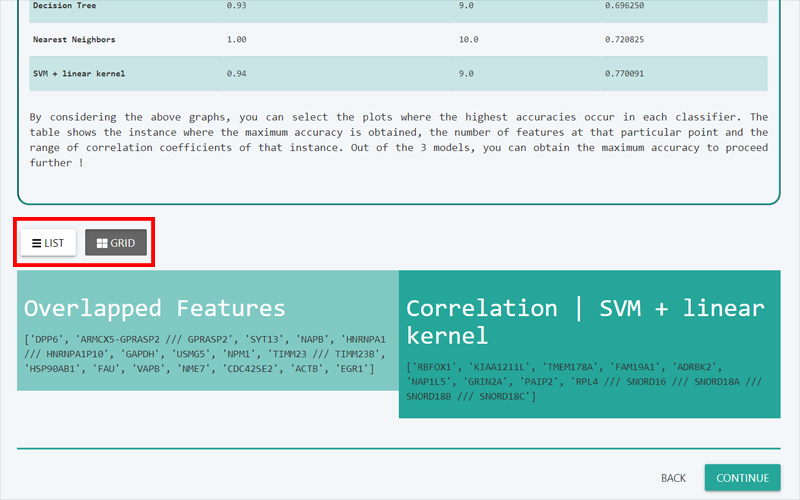 Decision Tree 0.93 9.0 0.696250
Nearest Neighbors 1.00 10.0 0.720825
SVM + linear kernel 0.94 9.0 0.770091
By considering the above graphs, you can select the plots where the highest accuracies occur in each classifier. The
table shows the instance where the maximum accuracy is obtained, the number of features at that particular point and the
range of correlation coefficients of that instance. Out of the 3 models, you can obtain the maximum accuracy to proceed
further !
LIST GRID
Overlapped Features
['DPP6', 'ARMCX5-GPRASP2 /// GPRASP2', 'SYT13', 'NAPB', 'HNRNPA1
/// HNRNPA1P10', 'GAPDH', 'USMG5', 'NPM1', 'TIMM23 /// TIMM23B',
'HSP90AB1', 'FAU', 'VAPB', 'NME7', 'CDC42SE2', 'ACTB', 'EGR1']
Correlation | SVM + linear
kernel
['RBFOX1', 'KIAA1211L', 'TMEM178A', 'FAM19A1', 'ADRBK2',
'NAP1L5', 'GRIN2A', 'PAIP2', 'RPL4 /// SNORD16 /// SNORD18A ///
SNORD18B /// SNORD18C']
BACK CONTINUE